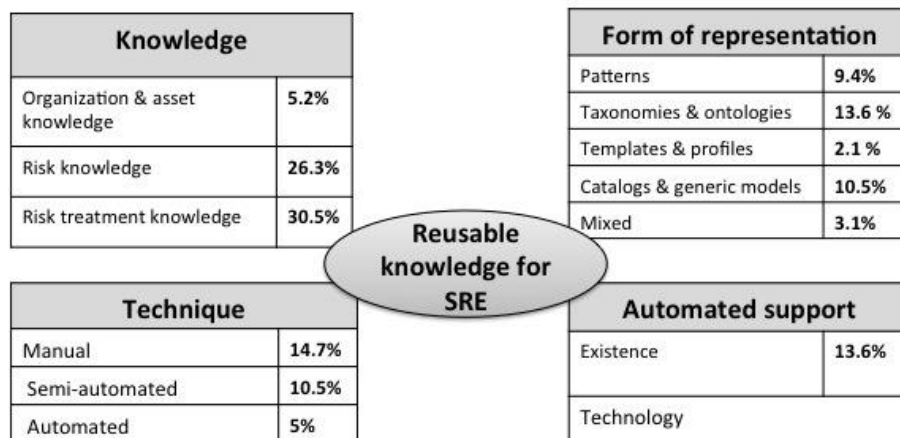 Knowledge
Organization & asset
knowledge
5.2%
Risk knowledge
26.3%
Risk treatment knowledge
30.5%
Form of representation
Patterns
9.4%
Taxonomies & ontologies
13.6 %
Templates & profiles
2.1 %
Catalogs & generic models
10.5%
Mixed
3.1%
Reusable
knowledge for
SRE
Technique
Manual
14.7%
Semi-automated
10.5%
Automated
5%
Automated support
Existence
13.6%
Technology